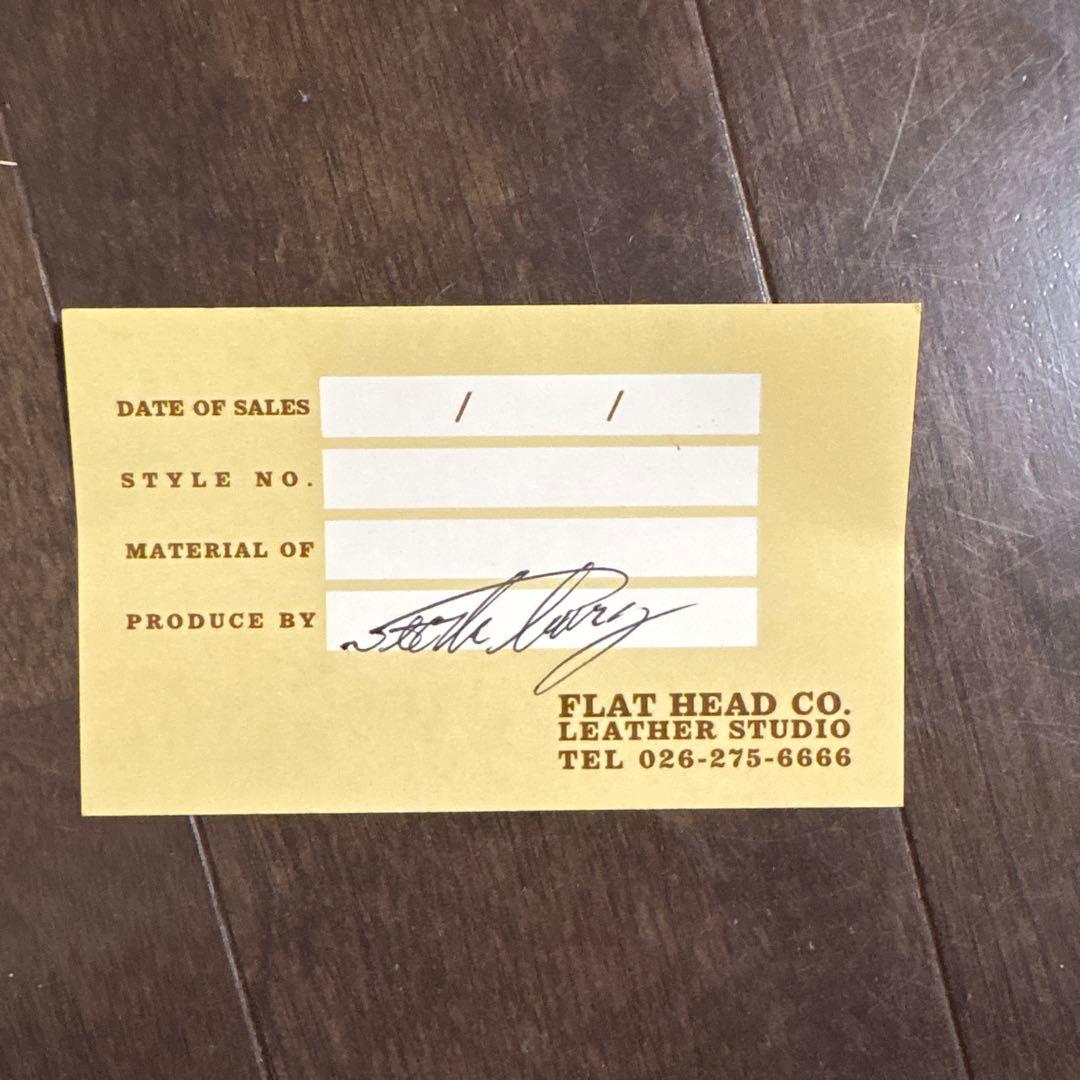 DATE OF SALES / /
STYLE NO.
MATERIAL OF
PRODUCE BY
FLAT HEAD CO.
LEATHER STUDIO
TEL 026-275-6666